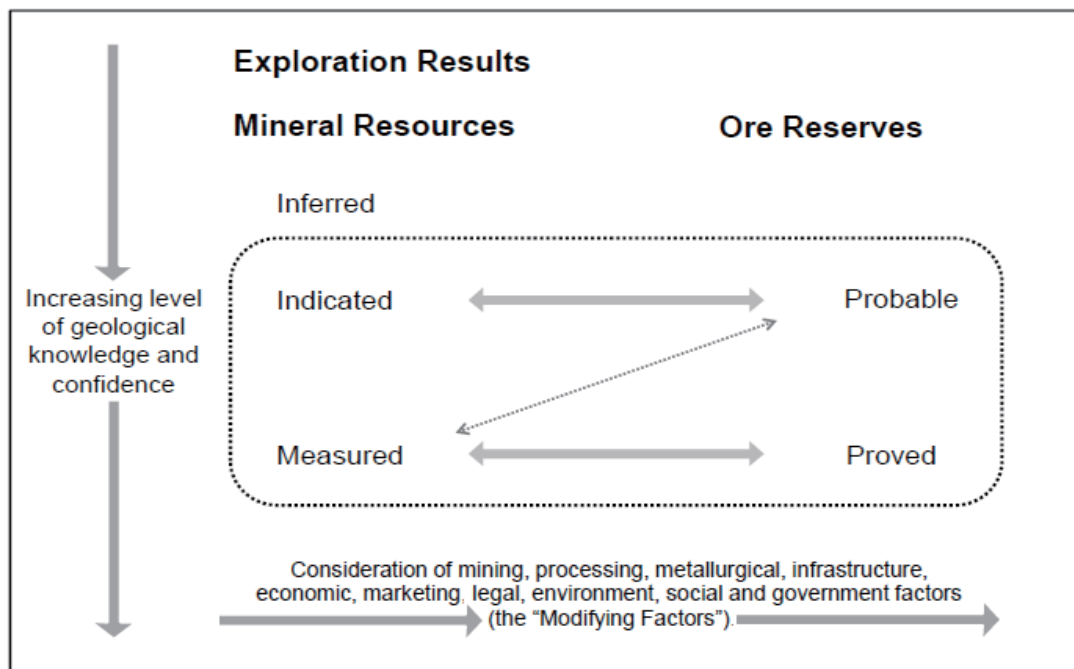 Exploration Results
Mineral Resources
Ore Reserves
Inferred
Increasing level
of geological
knowledge and
confidence
Indicated
Probable
Measured
Proved
Consideration of mining, processing, metallurgical, infrastructure,
economic, marketing, legal, environment, social and government factors
(the “Modifying Factors”).